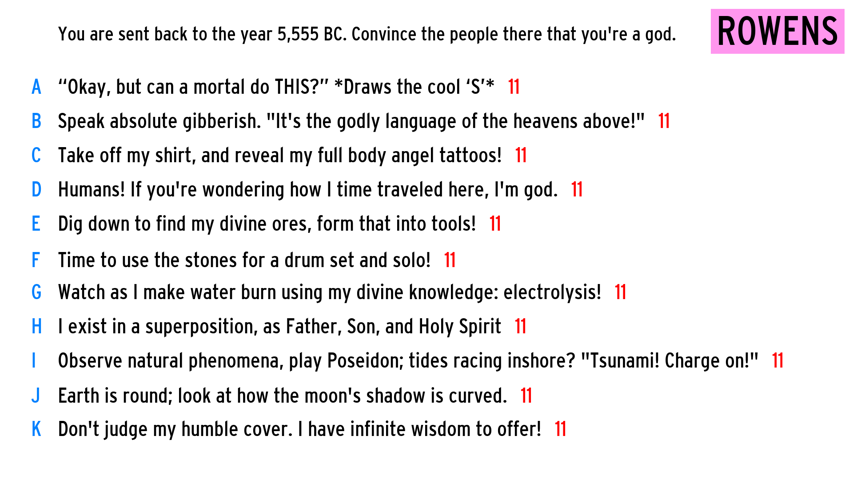 You are sent back to the year 5,555 BC. Convince the people there that you're a god.
ROWENS
A “Okay, but can a mortal do THIS?” *Draws the cool ‘S’* 11
B Speak absolute gibberish. "It's the godly language of the heavens above!" 11
C Take off my shirt, and reveal my full body angel tattoos! 11
D Humans! If you're wondering how I time traveled here, I'm god. 11
E Dig down to find my divine ores, form that into tools! 11
F Time to use the stones for a drum set and solo! 11
G Watch as I make water burn using my divine knowledge: electrolysis! 11
H I exist in a superposition, as Father, Son, and Holy Spirit 11
I Observe natural phenomena, play Poseidon; tides racing inshore? "Tsunami! Charge on!" 11
J Earth is round; look at how the moon's shadow is curved. 11
K Don't judge my humble cover. I have infinite wisdom to offer! 11